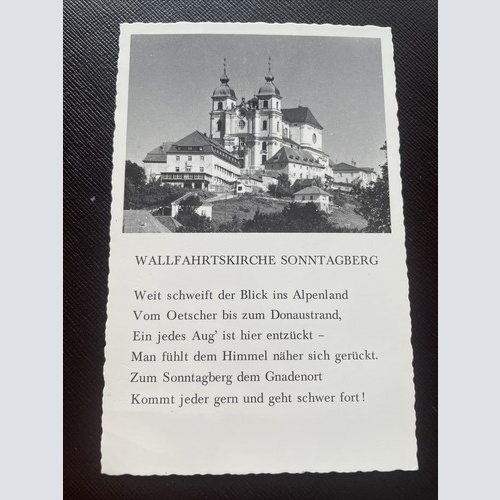 WALLFAHRTSKIRCHE SONNTAGBERG
Weit schweift der Blick ins Alpenland
Vom Oetscher bis zum Donaustrand,
Ein jedes Aug' ist hier entzückt –
Man fühlt dem Himmel näher sich gerückt.
Zum Sonntagberg dem Gnadenort
Kommt jeder gern und geht schwer fort!